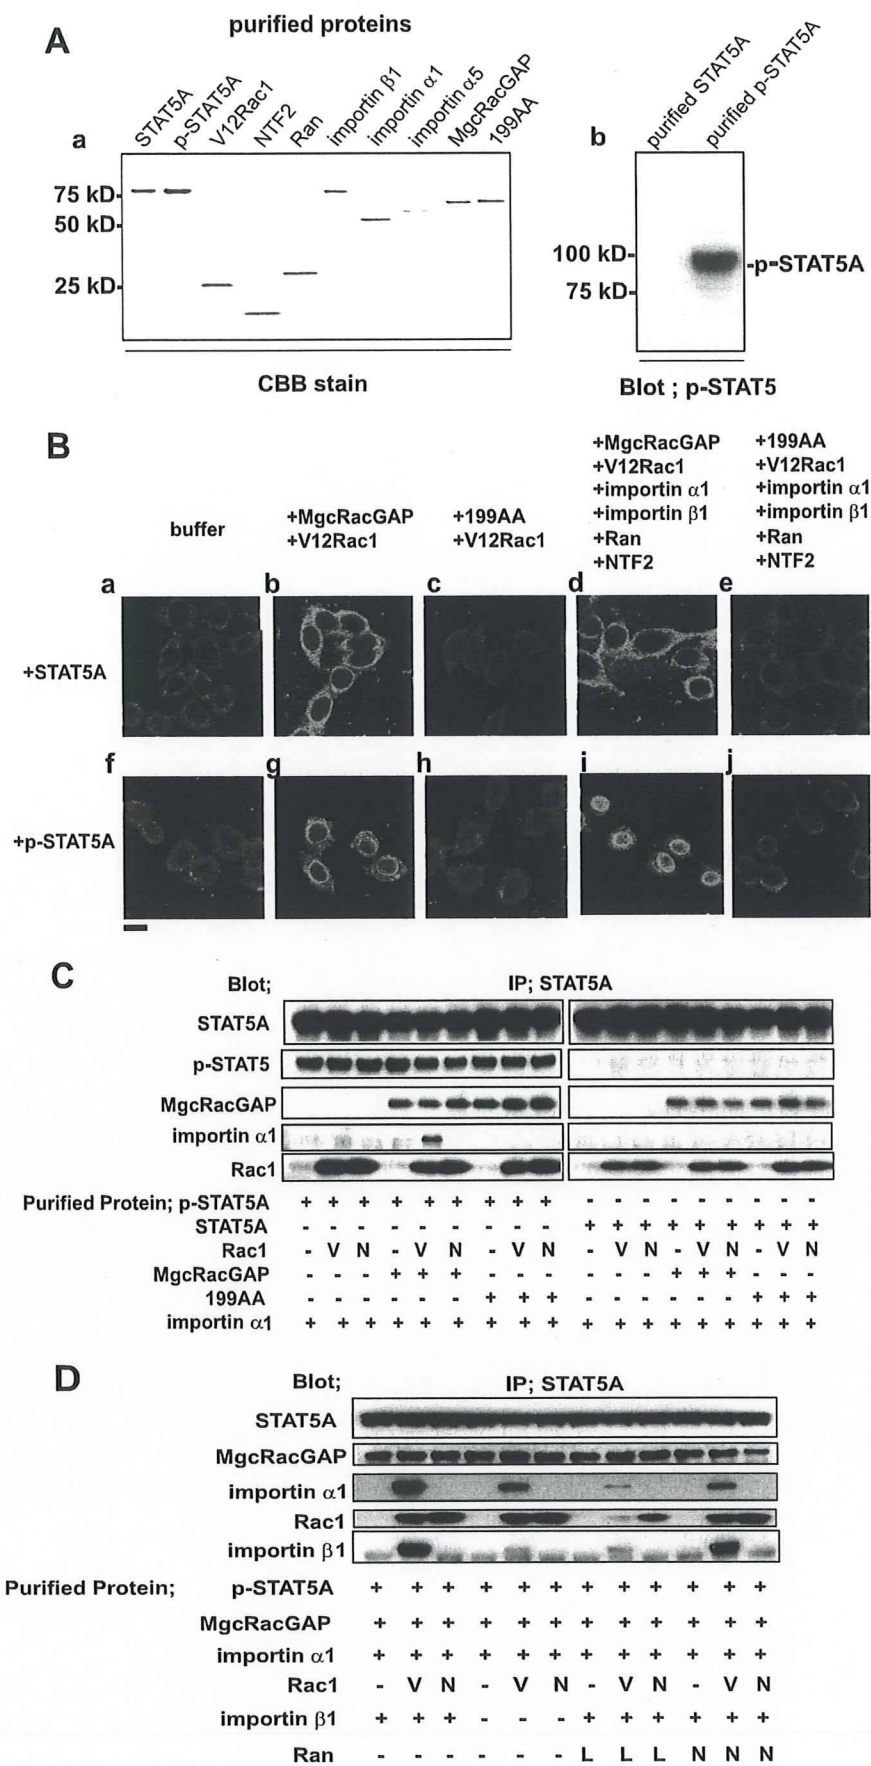 A
purified proteins
a
STAT5A
p-STAT5A
V12Rac1
NTF2
Ran
importin β1
importin α1
importin α5
MgcRacGAP
199AA
75 kD-
50 kD-
25 kD-
CBB stain
b
purified STAT5A
purified p-STAT5A
100 kD-
75 kD-
-p-STAT5A
Blot ; p-STAT5
B
buffer
+MgcRacGAP
+V12Rac1
+199AA
+V12Rac1
+MgcRacGAP
+V12Rac1
+importin α1
+importin β1
+Ran
+NTF2
+199AA
+V12Rac1
+importin α1
+importin β1
+Ran
+NTF2
a b c d e
+STAT5A
f g h i j
+p-STAT5A
C
Blot; IP; STAT5A
STAT5A
p-STAT5
MgcRacGAP
importin α1
Rac1
Purified Protein; p-STAT5A + + + + + + + + + - - - - - - - - -
STAT5A - - - - - - - - - + + + + + + + + +
Rac1 - V N - V N - V N - V N - V N - V N
MgcRacGAP - - - + + + - - - - - - + + + - - -
199AA - - - - - - + + + - - - - - - + + +
importin α1 + + + + + + + + + + + + + + + + + +
D
Blot; IP; STAT5A
STAT5A
MgcRacGAP
importin α1
Rac1
importin β1
Purified Protein; p-STAT5A + + + + + + + + + + + +
MgcRacGAP + + + + + + + + + + + +
importin α1 + + + + + + + + + + + +
Rac1 - V N - V N - V N - V N
importin β1 + + + - - - + + + + + +
Ran - - - - - - L L L N N N